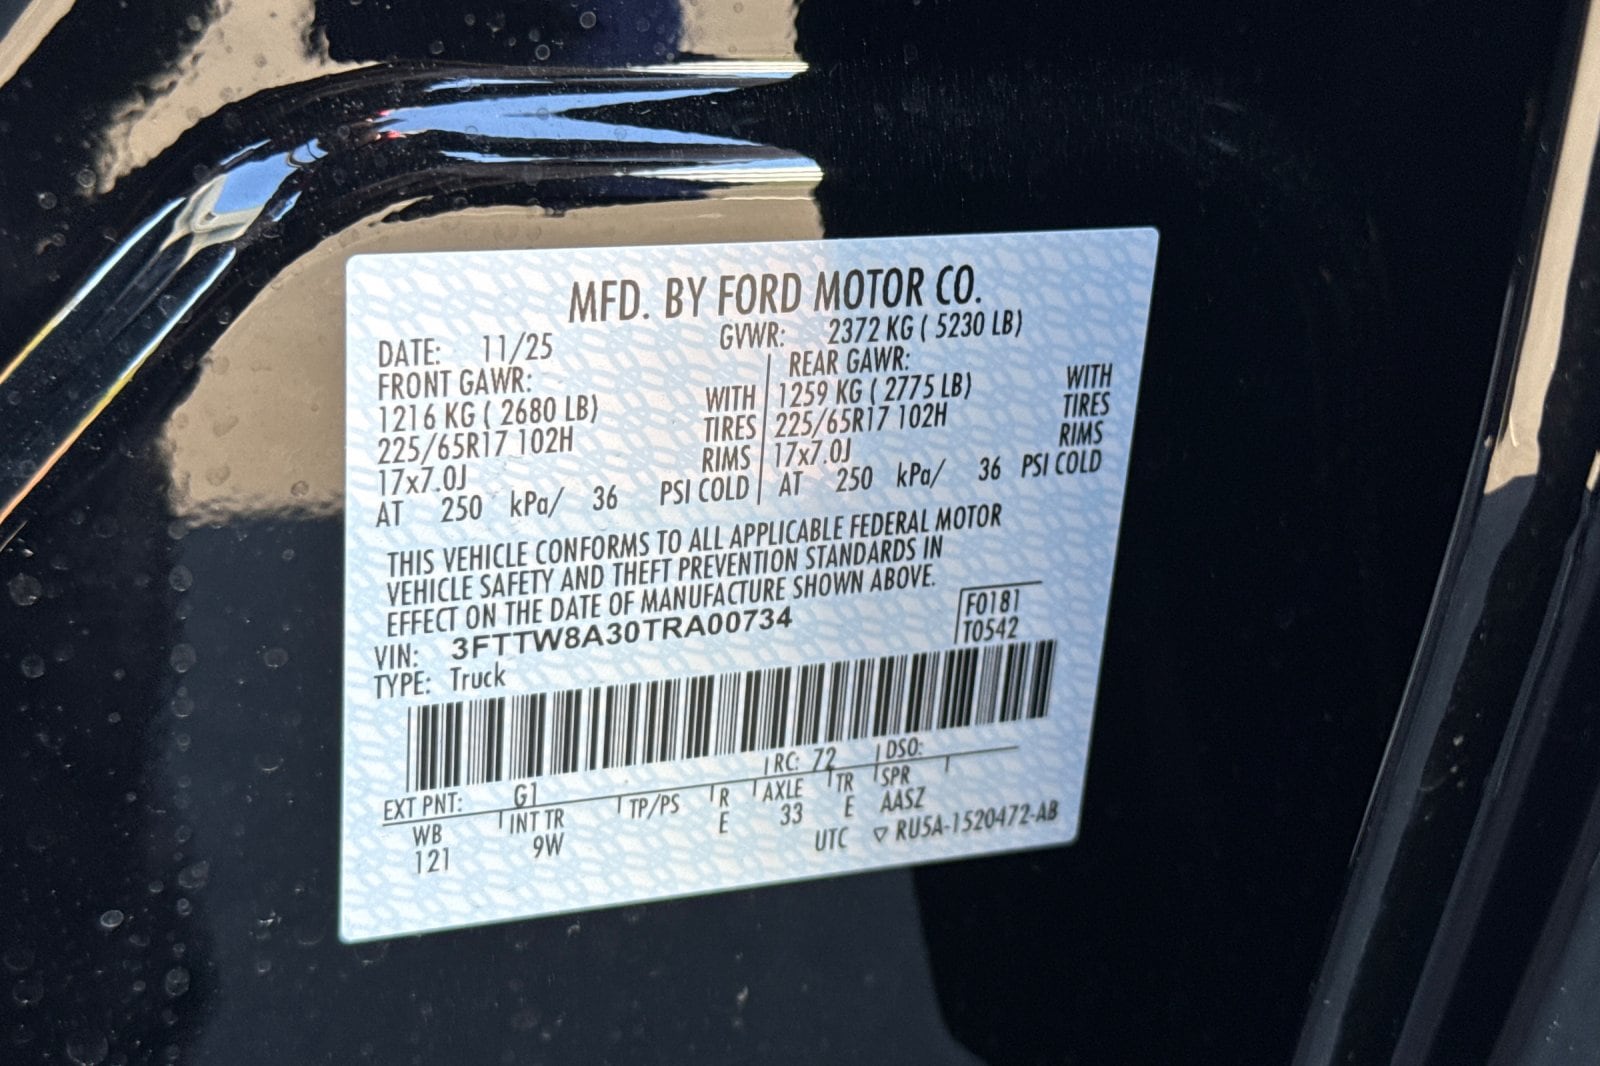 MFD. BY FORD MOTOR CO.
DATE: 11/25 GVWR: 2372 KG ( 5230 LB)
FRONT GAWR: REAR GAWR:
1216 KG ( 2680 LB) WITH 1259 KG ( 2775 LB) WITH
225/65R17 102H TIRES 225/65R17 102H TIRES
17x7.0J RIMS 17x7.0J RIMS
AT 250 kPa/ 36 PSI COLD AT 250 kPa/ 36 PSI COLD
THIS VEHICLE CONFORMS TO ALL APPLICABLE FEDERAL MOTOR
VEHICLE SAFETY AND THEFT PREVENTION STANDARDS IN
EFFECT ON THE DATE OF MANUFACTURE SHOWN ABOVE.
VIN: 3FTTW8A30TRA00734 F0181
TYPE: Truck T0542
EXT PNT: G1 RC: 72 DSO:
WB INT TR TP/PS R AXLE TR SPR
121 9W E 33 E AASZ
UTC ▽ RU5A-1520472-AB